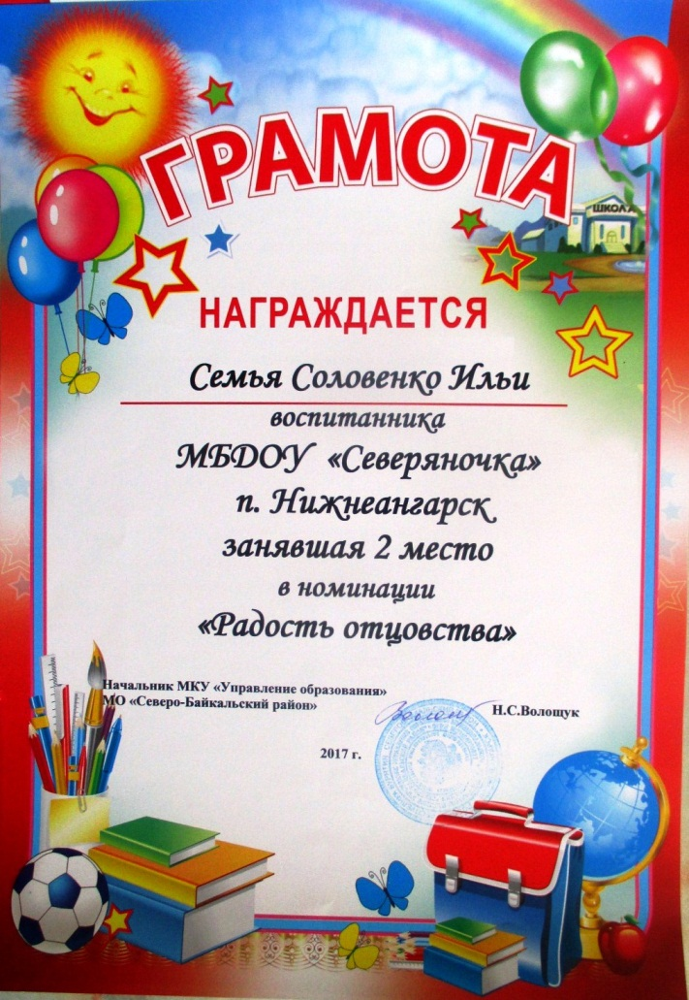 ГРАМОТА
ШКОЛА
НАГРАЖДАЕТСЯ
Семья Соловенко Ильи
воспитанника
МБДОУ «Северяночка»
п. Нижнеангарск
занявшая 2 место
в номинации
«Радость отцовства»
Начальник МКУ «Управление образования»
МО «Северо-Байкальский район»
Н.С.Волощук
2017 г.